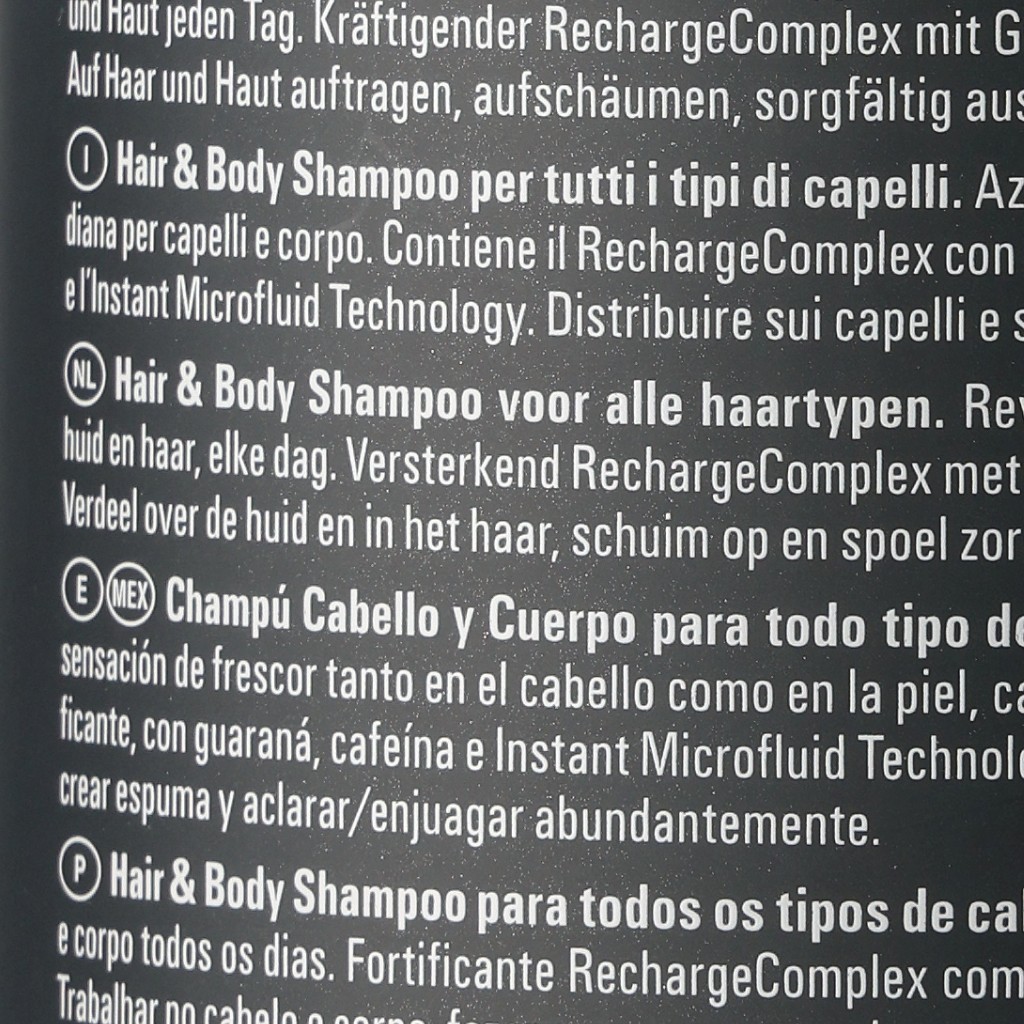 und Haut jeden Tag. Kräftigender RechargeComplex mit G
Auf Haar und Haut auftragen, aufschäumen, sorgfältig aus
I Hair & Body Shampoo per tutti i tipi di capelli. Az
diana per capelli e corpo. Contiene il RechargeComplex con
e l'Instant Microfluid Technology. Distribuire sui capelli e s
NL Hair & Body Shampoo voor alle haartypen. Rev
huid en haar, elke dag. Versterkend RechargeComplex met
Verdeel over de huid en in het haar, schuim op en spoel zor
E MEX Champú Cabello y Cuerpo para todo tipo de
sensación de frescor tanto en el cabello como en la piel, ca
ficante, con guaraná, cafeína e Instant Microfluid Technolo
crear espuma y aclarar/enjuagar abundantemente.
P Hair & Body Shampoo para todos os tipos de cal
e corpo todos os dias. Fortificante RechargeComplex com
Trabalhar no cabelo e corpo,